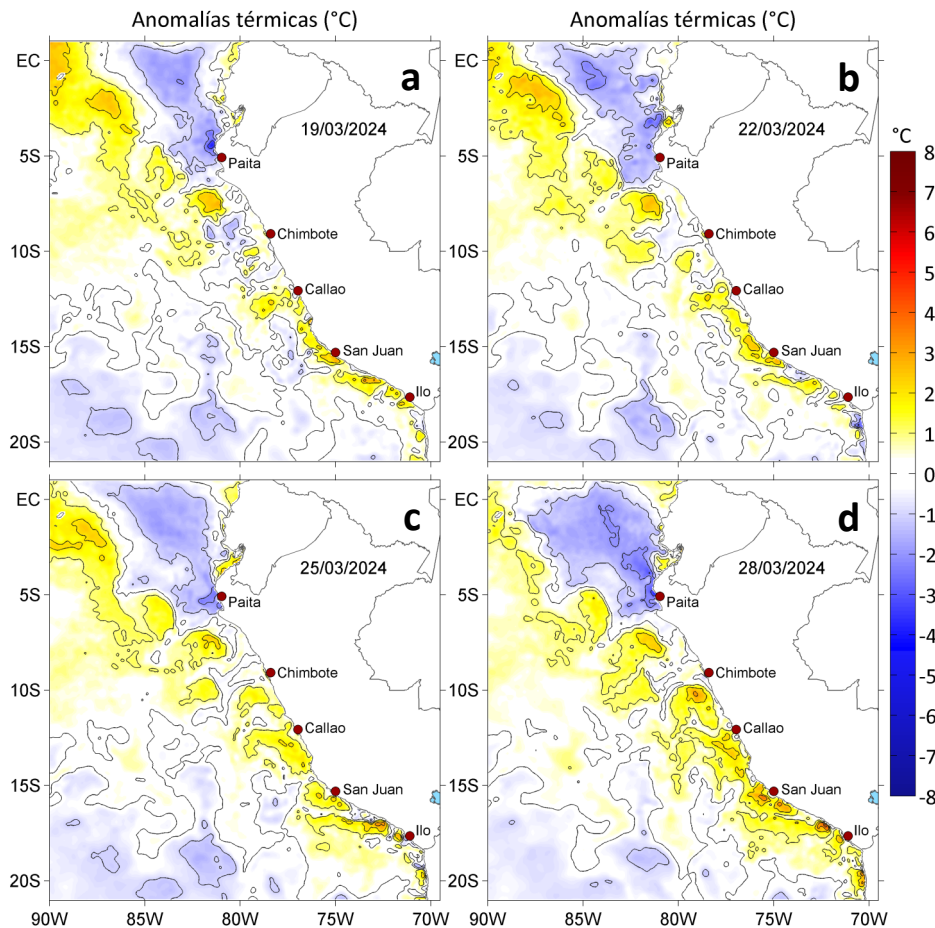 Anomalías térmicas (°C)
Anomalías térmicas (°C)
EC
5S
10S
15S
20S
a
19/03/2024
Paita
Chimbote
Callao
San Juan
Ilo
EC
5S
10S
15S
20S
b
22/03/2024
Paita
Chimbote
Callao
San Juan
Ilo
°C
8
7
6
5
4
3
2
1
0
-1
-2
-3
-4
-5
-6
-7
-8
EC
5S
10S
15S
20S
c
25/03/2024
Paita
Chimbote
Callao
San Juan
Ilo
90W
85W
80W
75W
70W
EC
5S
10S
15S
20S
d
28/03/2024
Paita
Chimbote
Callao
San Juan
Ilo
90W
85W
80W
75W
70W